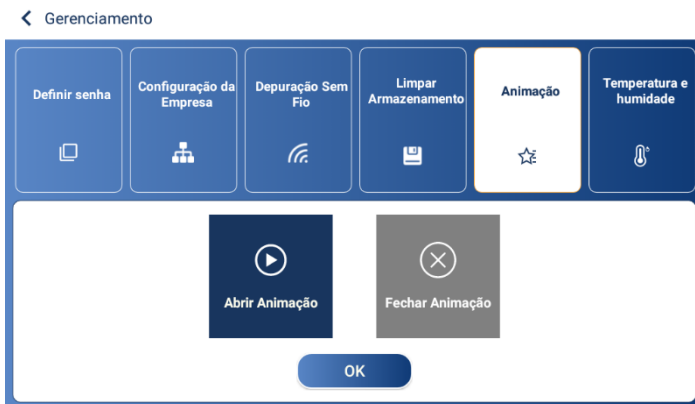 Gerenciamento
Definir senha
Configuração da
Empresa
Depuração Sem
Fio
Limpar
Armazenamento
Animação
Temperatura e
humidade
Abrir Animação
Fechar Animação
OK